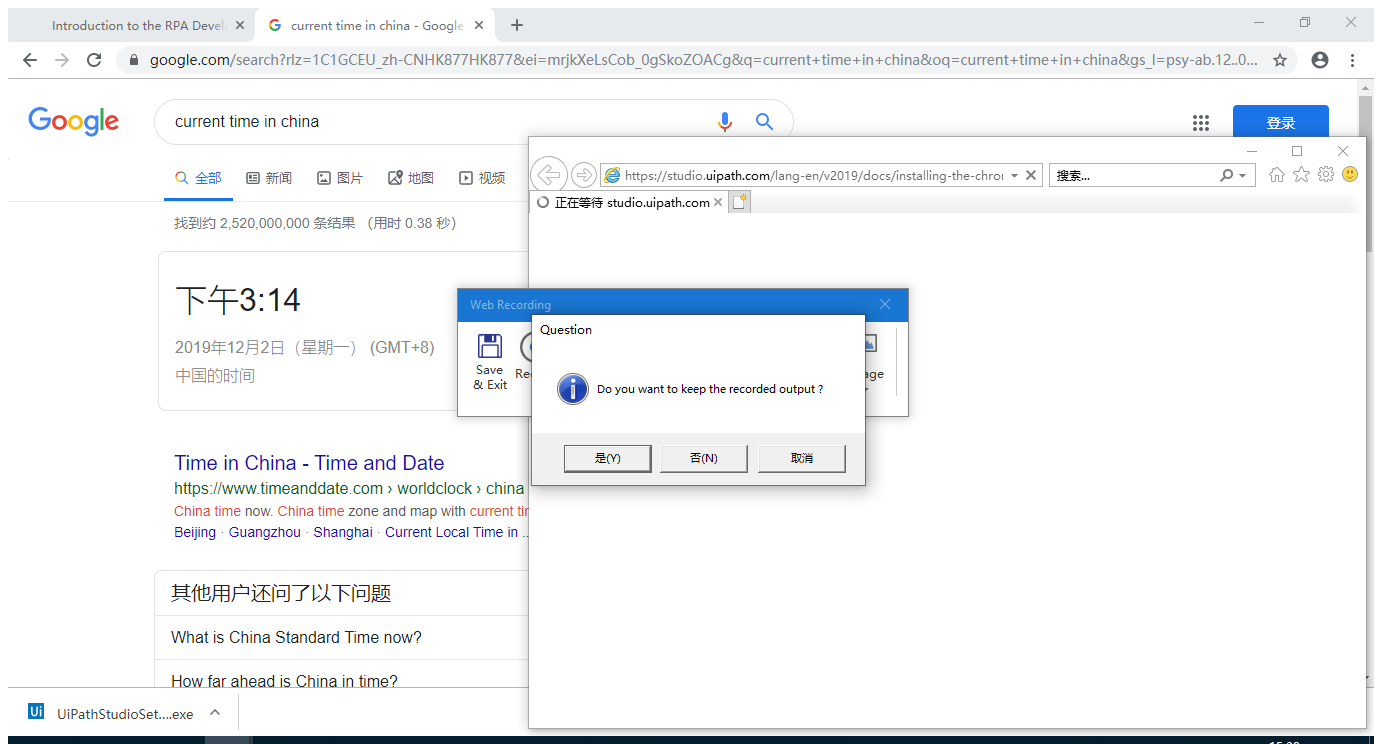 Introduction to the RPA Devel
current time in china - Google
google.com/search?rlz=1C1GCEU_zh-CNHK877HK877&ei=mrjkXeLsCob_0gSkoZOACg&q=current+time+in+china&oq=current+time+in+china&gs_l=psy-ab.12..0...
Google
current time in china
登录
全部 新闻 图片 地图 视频
找到约 2,520,000,000 条结果 （用时 0.38 秒）
下午3:14
2019年12月2日（星期一） (GMT+8)
中国的时间
Time in China - Time and Date
https://www.timeanddate.com › worldclock › china
China time now. China time zone and map with current tin
Beijing · Guangzhou · Shanghai · Current Local Time in ...
其他用户还问了以下问题
What is China Standard Time now?
How far ahead is China in time?
https://studio.uipath.com/lang-en/v2019/docs/installing-the-chror
搜索...
正在等待 studio.uipath.com
Web Recording
Save
& Exit
Rec
age
Question
Do you want to keep the recorded output ?
是(Y) 否(N) 取消
Ui UiPathStudioSet....exe